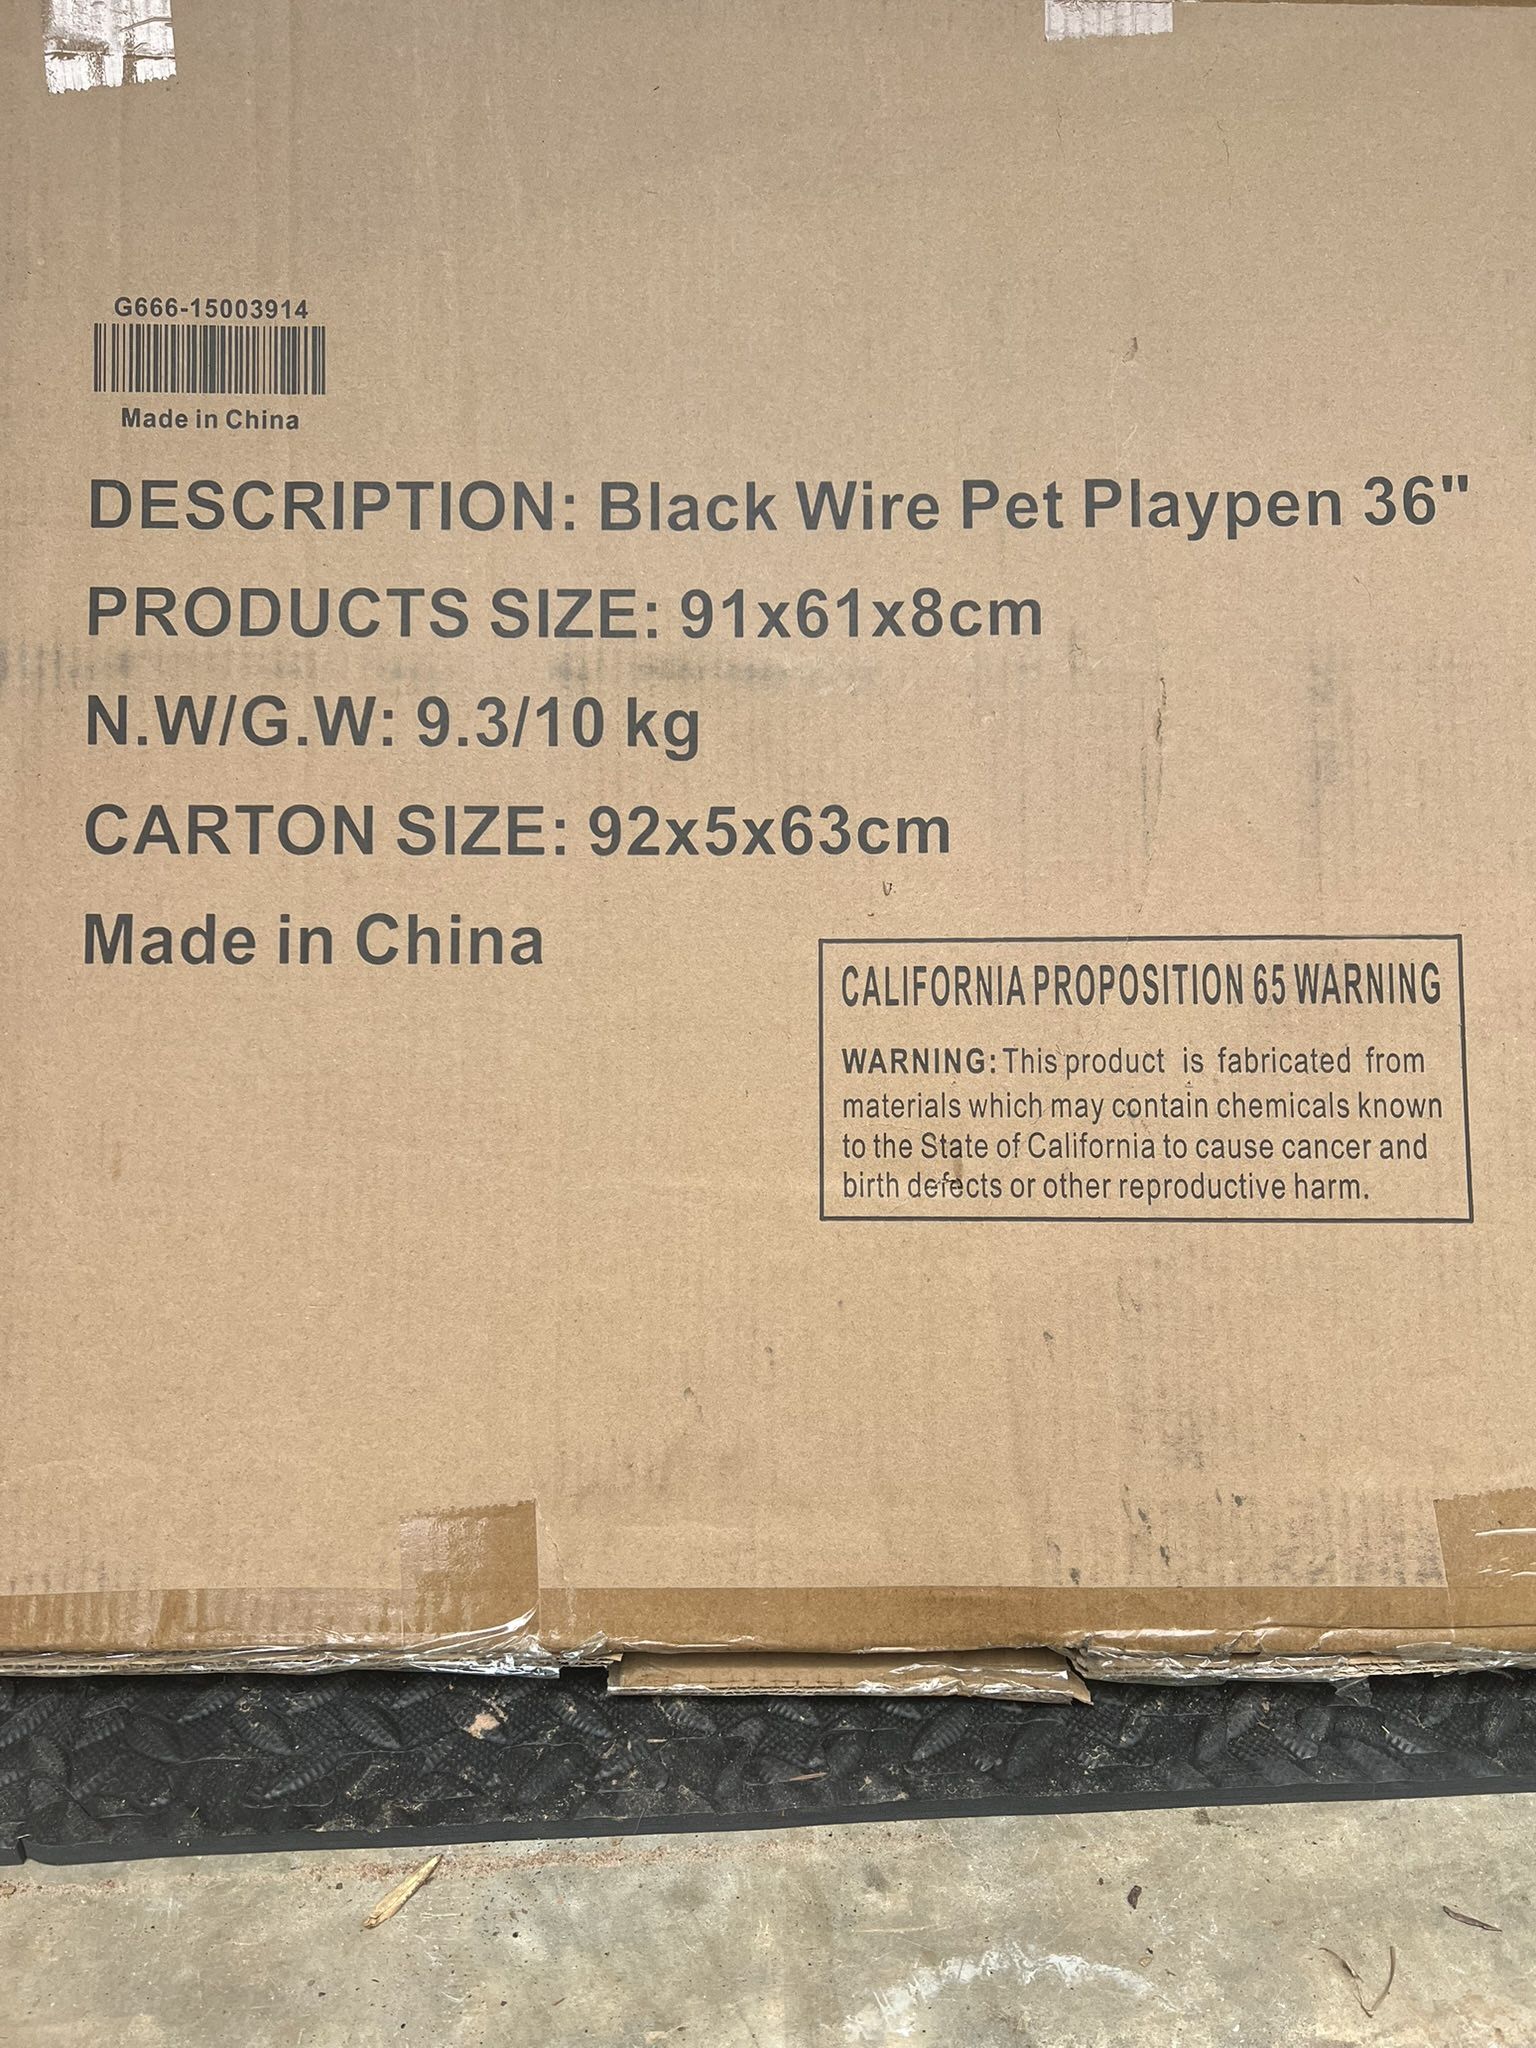 G666-15003914
Made in China
DESCRIPTION: Black Wire Pet Playpen 36"
PRODUCTS SIZE: 91x61x8cm
N.W/G.W: 9.3/10 kg
CARTON SIZE: 92x5x63cm
Made in China
CALIFORNIA PROPOSITION 65 WARNING
WARNING: This product is fabricated from
materials which may contain chemicals known
to the State of California to cause cancer and
birth defects or other reproductive harm.